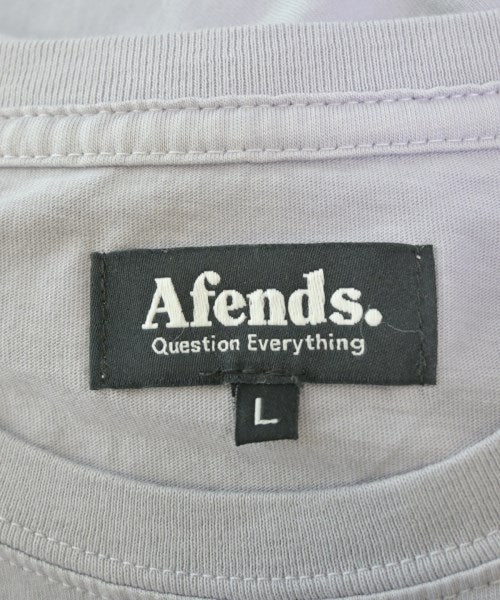 Afends.
Question Everything
L